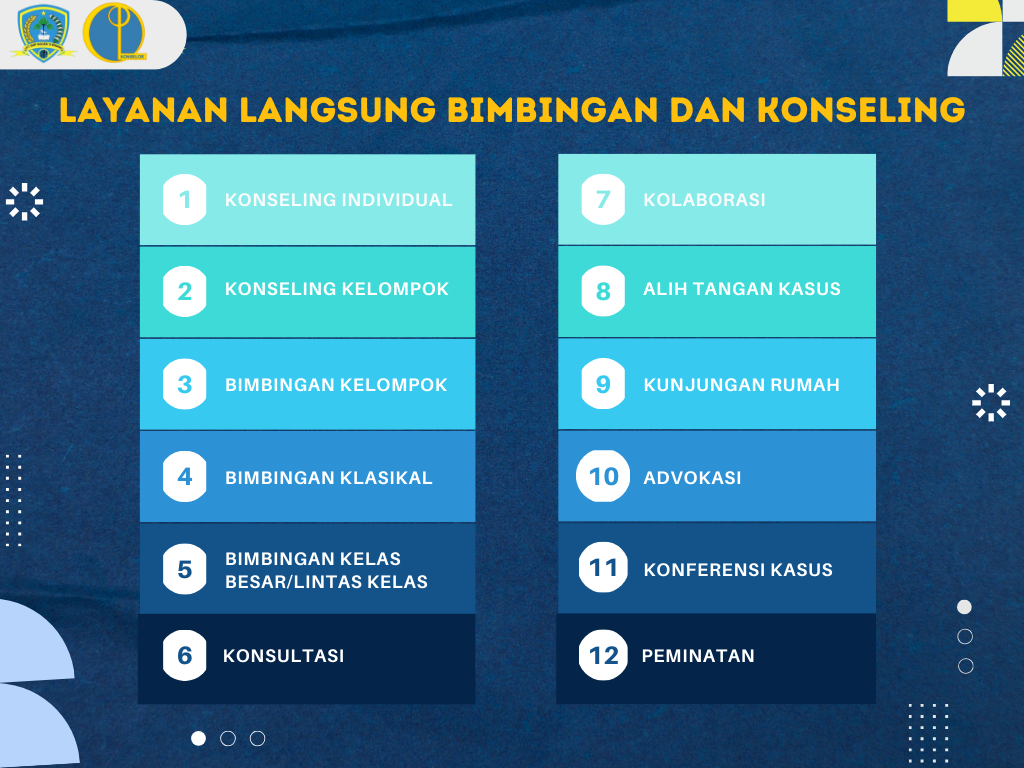 KONSELOR
LAYANAN LANGSUNG BIMBINGAN DAN KONSELING
1 KONSELING INDIVIDUAL
2 KONSELING KELOMPOK
3 BIMBINGAN KELOMPOK
4 BIMBINGAN KLASIKAL
5 BIMBINGAN KELAS
BESAR/LINTAS KELAS
6 KONSULTASI
7 KOLABORASI
8 ALIH TANGAN KASUS
9 KUNJUNGAN RUMAH
10 ADVOKASI
11 KONFERENSI KASUS
12 PEMINATAN